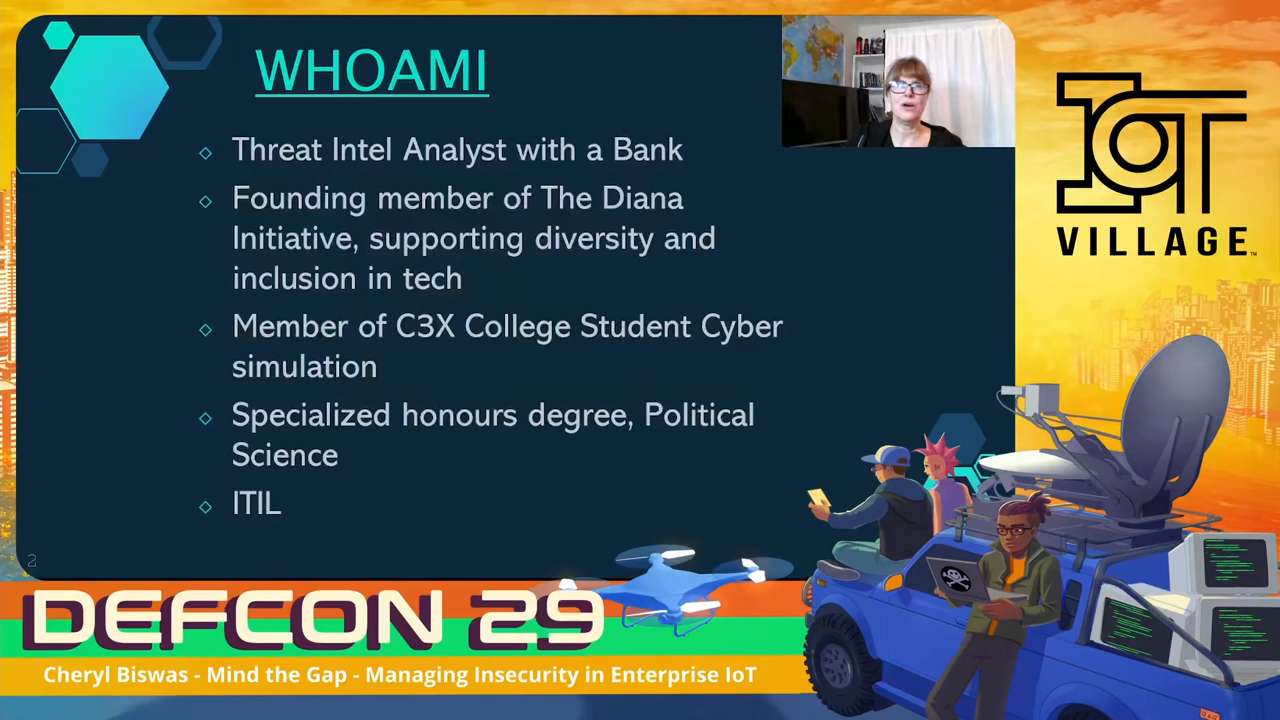 WHOAMI
Threat Intel Analyst with a Bank
Founding member of The Diana
Initiative, supporting diversity and
inclusion in tech
Member of C3X College Student Cyber
simulation
Specialized honours degree, Political
Science
ITIL
2
IOT
VILLAGE™
DEFCON 29
Cheryl Biswas - Mind the Gap - Managing Insecurity in Enterprise IoT